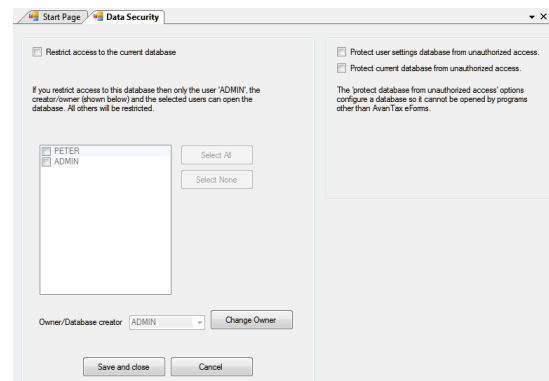 Start Page
Data Security
Restrict access to the current database
If you restrict access to this database then only the user 'ADMIN', the
creator/owner (shown below) and the selected users can open the
database. All others will be restricted.
PETER
ADMIN
Select All
Select None
Owner/Database creator
ADMIN
Change Owner
Save and close
Cancel
Protect user settings database from unauthorized access.
Protect current database from unauthorized access.
The 'protect database from unauthorized access' options
configure a database so it cannot be opened by programs
other than AvanTax eForms.